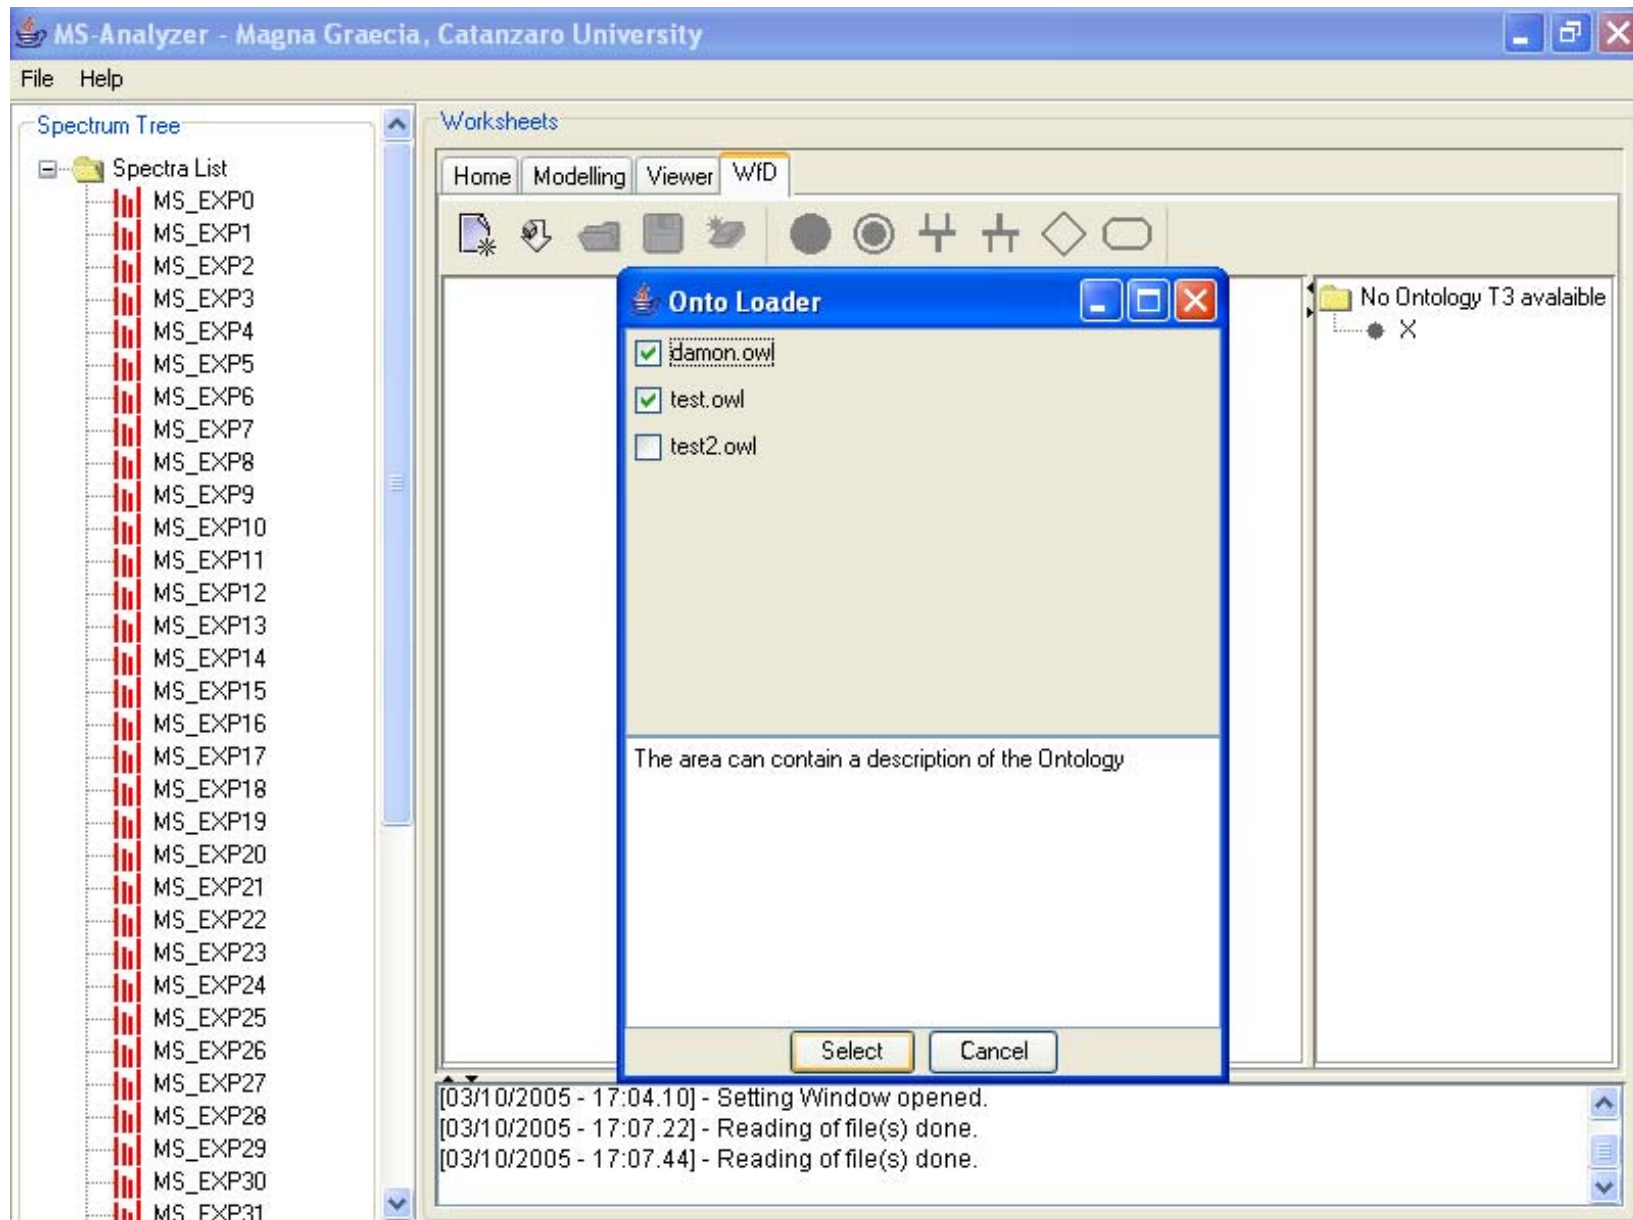 MS-Analyzer - Magna Graecia, Catanzaro University
File Help
Spectrum Tree
Spectra List
MS_EXP0
MS_EXP1
MS_EXP2
MS_EXP3
MS_EXP4
MS_EXP5
MS_EXP6
MS_EXP7
MS_EXP8
MS_EXP9
MS_EXP10
MS_EXP11
MS_EXP12
MS_EXP13
MS_EXP14
MS_EXP15
MS_EXP16
MS_EXP17
MS_EXP18
MS_EXP19
MS_EXP20
MS_EXP21
MS_EXP22
MS_EXP23
MS_EXP24
MS_EXP25
MS_EXP26
MS_EXP27
MS_EXP28
MS_EXP29
MS_EXP30
MS_EXP31
Worksheets
Home Modelling Viewer WfD
Onto Loader
damon.owl
test.owl
test2.owl
The area can contain a description of the Ontology
Select Cancel
No Ontology T3 avalaible
X
[03/10/2005 - 17:04.10] - Setting Window opened.
[03/10/2005 - 17:07.22] - Reading of file(s) done.
[03/10/2005 - 17:07.44] - Reading of file(s) done.